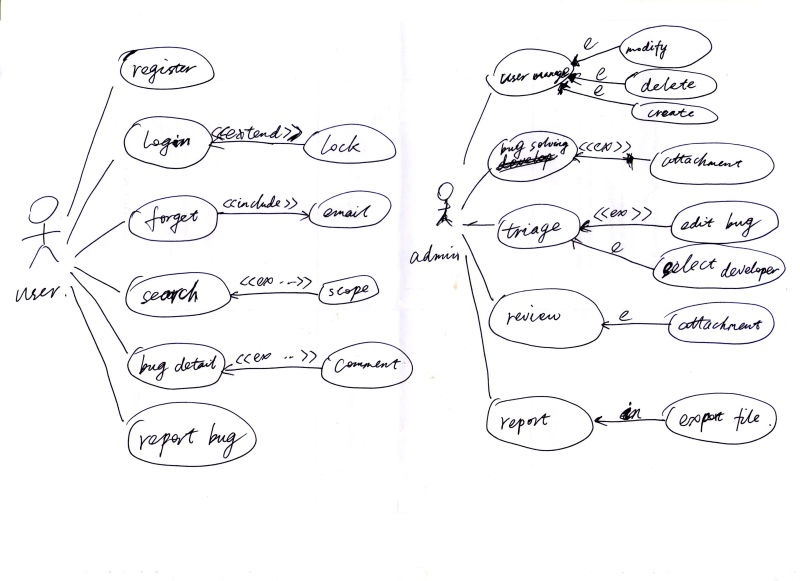 register
login
<<extend>>
lock
forget
<<include>>
email
search
<<ex ...>>
scope
bug detail
<<ex ...>>
comment
report bug
user.
user manage
e
modify
e
delete
e
create
bug solving
develop
<<ex>>
attachment
triage
<<ex>>
edit bug
e
select developer
admin
review
e
attachment
report
in
export file.